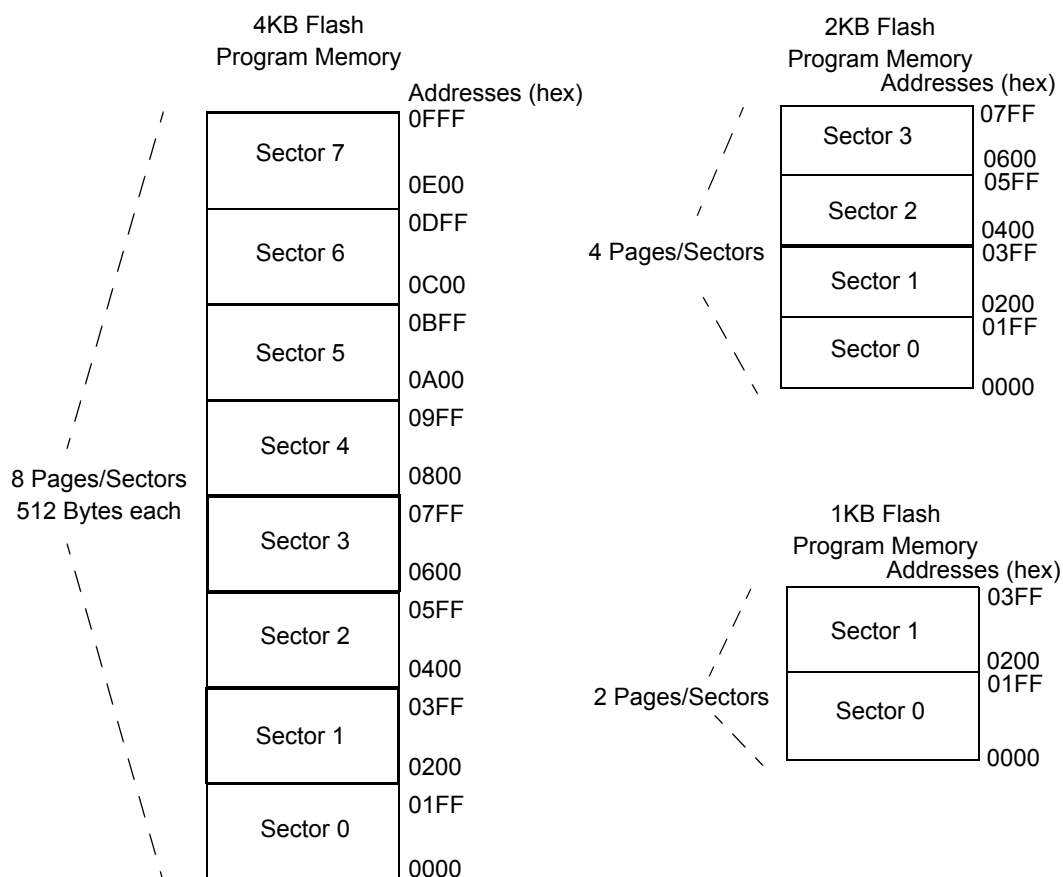 4KB Flash
Program Memory
Addresses (hex)
0FFF
Sector 7
0E00
0DFF
Sector 6
0C00
0BFF
Sector 5
0A00
09FF
Sector 4
0800
8 Pages/Sectors
512 Bytes each
07FF
Sector 3
0600
05FF
Sector 2
0400
03FF
Sector 1
0200
01FF
Sector 0
0000
2KB Flash
Program Memory
Addresses (hex)
07FF
Sector 3
0600
05FF
Sector 2
0400
4 Pages/Sectors
03FF
Sector 1
0200
01FF
Sector 0
0000
1KB Flash
Program Memory
Addresses (hex)
03FF
Sector 1
0200
2 Pages/Sectors
01FF
Sector 0
0000